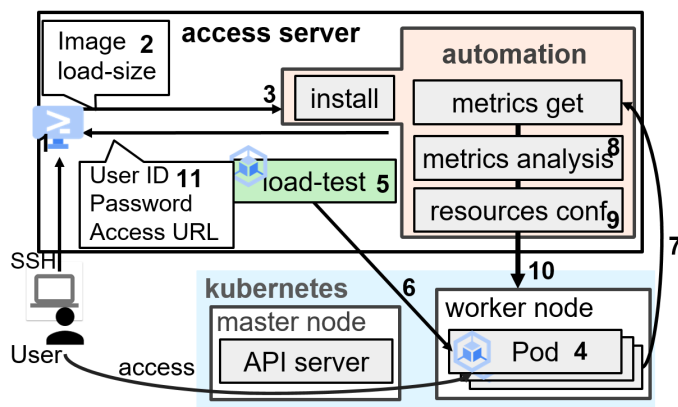 Image 2
load-size
access server
automation
3
install
metrics get
metrics analysis 8
resources conf 9
User ID 11
Password
Access URL
load-test 5
7
10
6
SSH
User
kubernetes
master node
API server
worker node
Pod 4
access